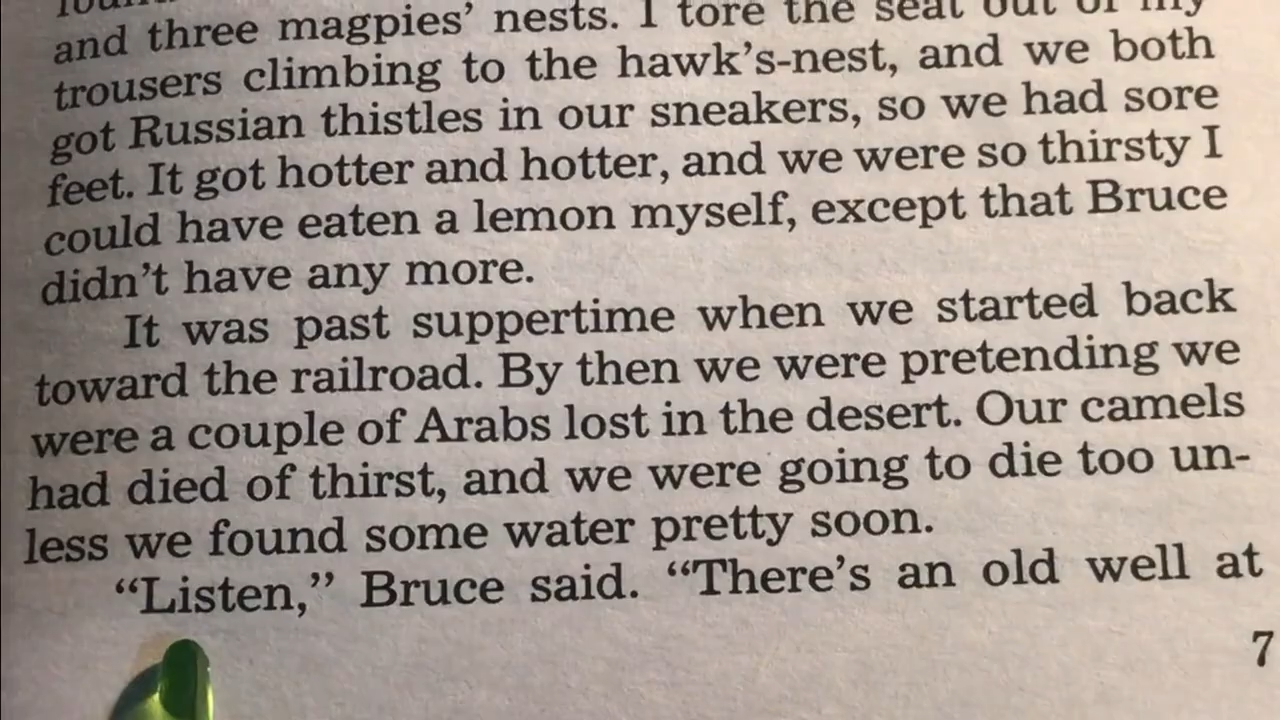 and three magpies’ nests. I tore the seat out of my
trousers climbing to the hawk’s-nest, and we both
got Russian thistles in our sneakers, so we had sore
feet. It got hotter and hotter, and we were so thirsty I
could have eaten a lemon myself, except that Bruce
didn’t have any more.
It was past suppertime when we started back
toward the railroad. By then we were pretending we
were a couple of Arabs lost in the desert. Our camels
had died of thirst, and we were going to die too un-
less we found some water pretty soon.
“Listen,” Bruce said. “There’s an old well at
7